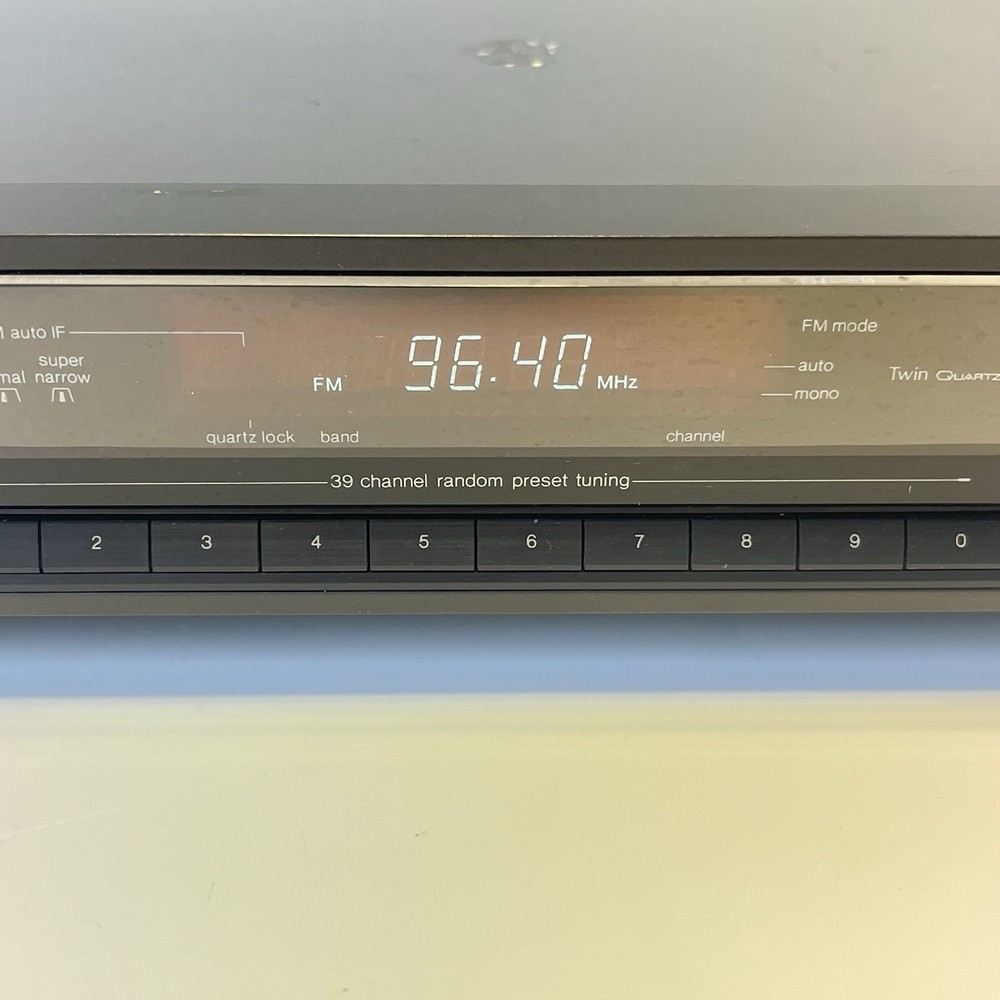 auto IF
FM mode
super
narrow
auto
FM 96.40 MHz
Twin QUARTZ
mono
quartz lock band channel
39 channel random preset tuning
2 3 4 5 6 7 8 9 0